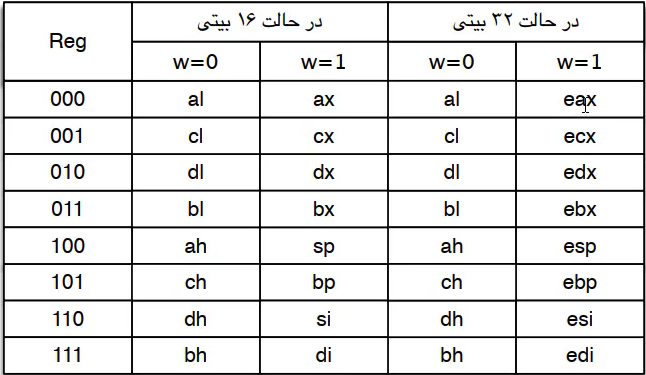 Reg در حالت ۱۶ بیتی در حالت ۳۲ بیتی
w=0 w=1 w=0 w=1
000 al ax al eax
001 cl cx cl ecx
010 dl dx dl edx
011 bl bx bl ebx
100 ah sp ah esp
101 ch bp ch ebp
110 dh si dh esi
111 bh di bh edi